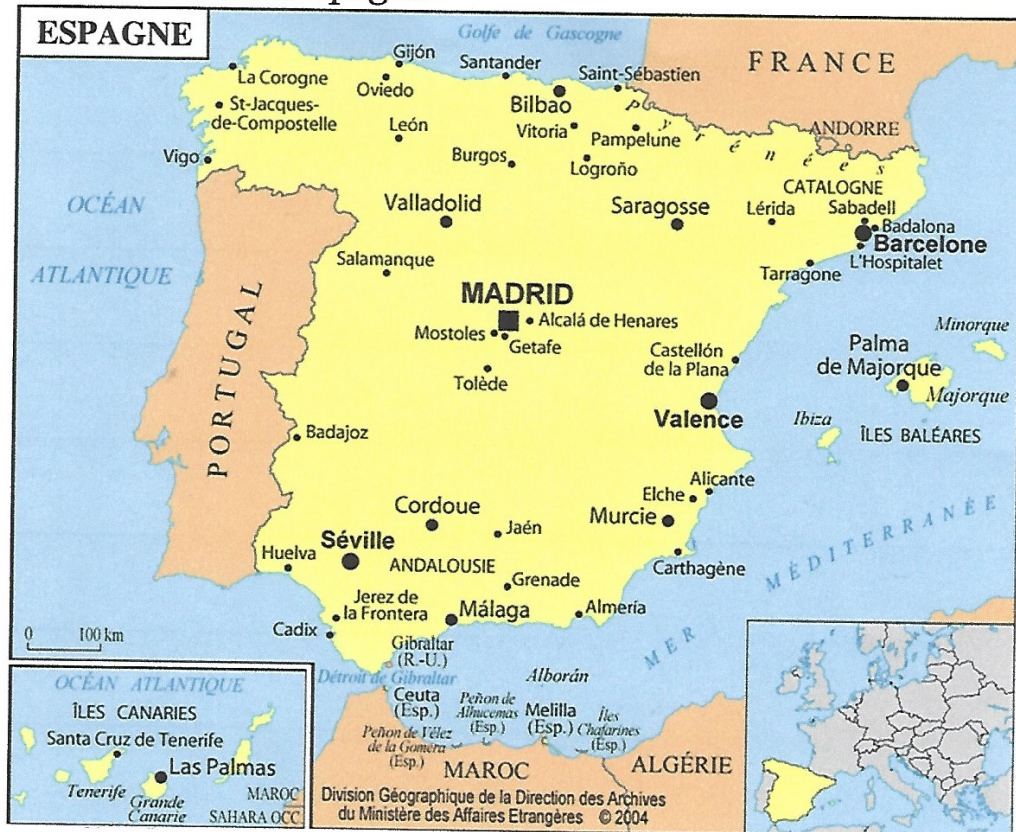 ESPAGNE
Golfe de Gascogne
FRANCE
Gijón
Santander
Saint-Sébastien
La Corogne
Oviedo
Bilbao
St-Jacques-
de-Compostelle
León
Vitoria
Pampelune
Pyrénées
ANDORRE
Vigo
Burgos
Logroño
CATALOGNE
OCÉAN
ATLANTIQUE
Valladolid
Saragosse
Lérida
Sabadell
Badalona
Barcelone
L'Hospitalet
Salamanque
Tarragone
PORTUGAL
MADRID
Alcalá de Henares
Mostoles
Getafe
Tolède
Castellón
de la Plana
Minorque
Palma
de Majorque
Majorque
Valence
Ibiza
ÎLES BALÉARES
Badajoz
Alicante
Elche
Murcie
Cordoue
Jaén
Séville
Huelva
ANDALOUSIE
Carthagène
MER MÉDITERRANÉE
Grenade
Jerez de
la Frontera
Málaga
Almería
Cadix
0 100 km
Gibraltar
(R.-U.)
Détroit de Gibraltar
Alborán
Ceuta
(Esp.)
Peñon de
Alhucemas
(Esp.)
Melilla
(Esp.)
Îles
Chafarines
(Esp.)
Peñon de Vélez
de la Gomera
(Esp.)
MAROC
ALGÉRIE
Division Géographique de la Direction des Archives
du Ministère des Affaires Etrangères © 2004
OCÉAN ATLANTIQUE
ÎLES CANARIES
Santa Cruz de Tenerife
Las Palmas
Tenerife
Grande
Canarie
MAROC
SAHARA OCC